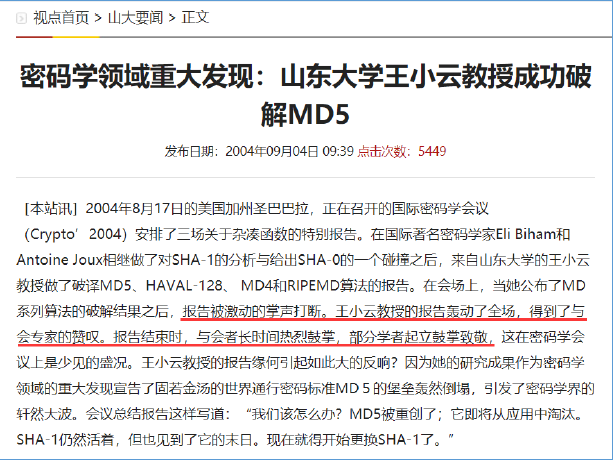 视点首页 > 山大要闻 > 正文
密码学领域重大发现：山东大学王小云教授成功破
解MD5
发布日期：2004年09月04日 09:39 点击次数：5449
［本站讯］2004年8月17日的美国加州圣巴巴拉，正在召开的国际密码学会议
（Crypto’2004）安排了三场关于杂凑函数的特别报告。在国际著名密码学家Eli Biham和
Antoine Joux相继做了对SHA-1的分析与给出SHA-0的一个碰撞之后，来自山东大学的王小云
教授做了破译MD5、HAVAL-128、 MD4和RIPEMD算法的报告。在会场上，当她公布了MD
系列算法的破解结果之后，报告被激动的掌声打断。王小云教授的报告轰动了全场，得到了与
会专家的赞叹。报告结束时，与会者长时间热烈鼓掌，部分学者起立鼓掌致敬，这在密码学会
议上是少见的盛况。王小云教授的报告缘何引起如此大的反响？因为她的研究成果作为密码学
领域的重大发现宣告了固若金汤的世界通行密码标准MD５的堡垒轰然倒塌，引发了密码学界的
轩然大波。会议总结报告这样写道：“我们该怎么办？MD5被重创了；它即将从应用中淘汰。
SHA-1仍然活着，但也见到了它的末日。现在就得开始更换SHA-1了。”